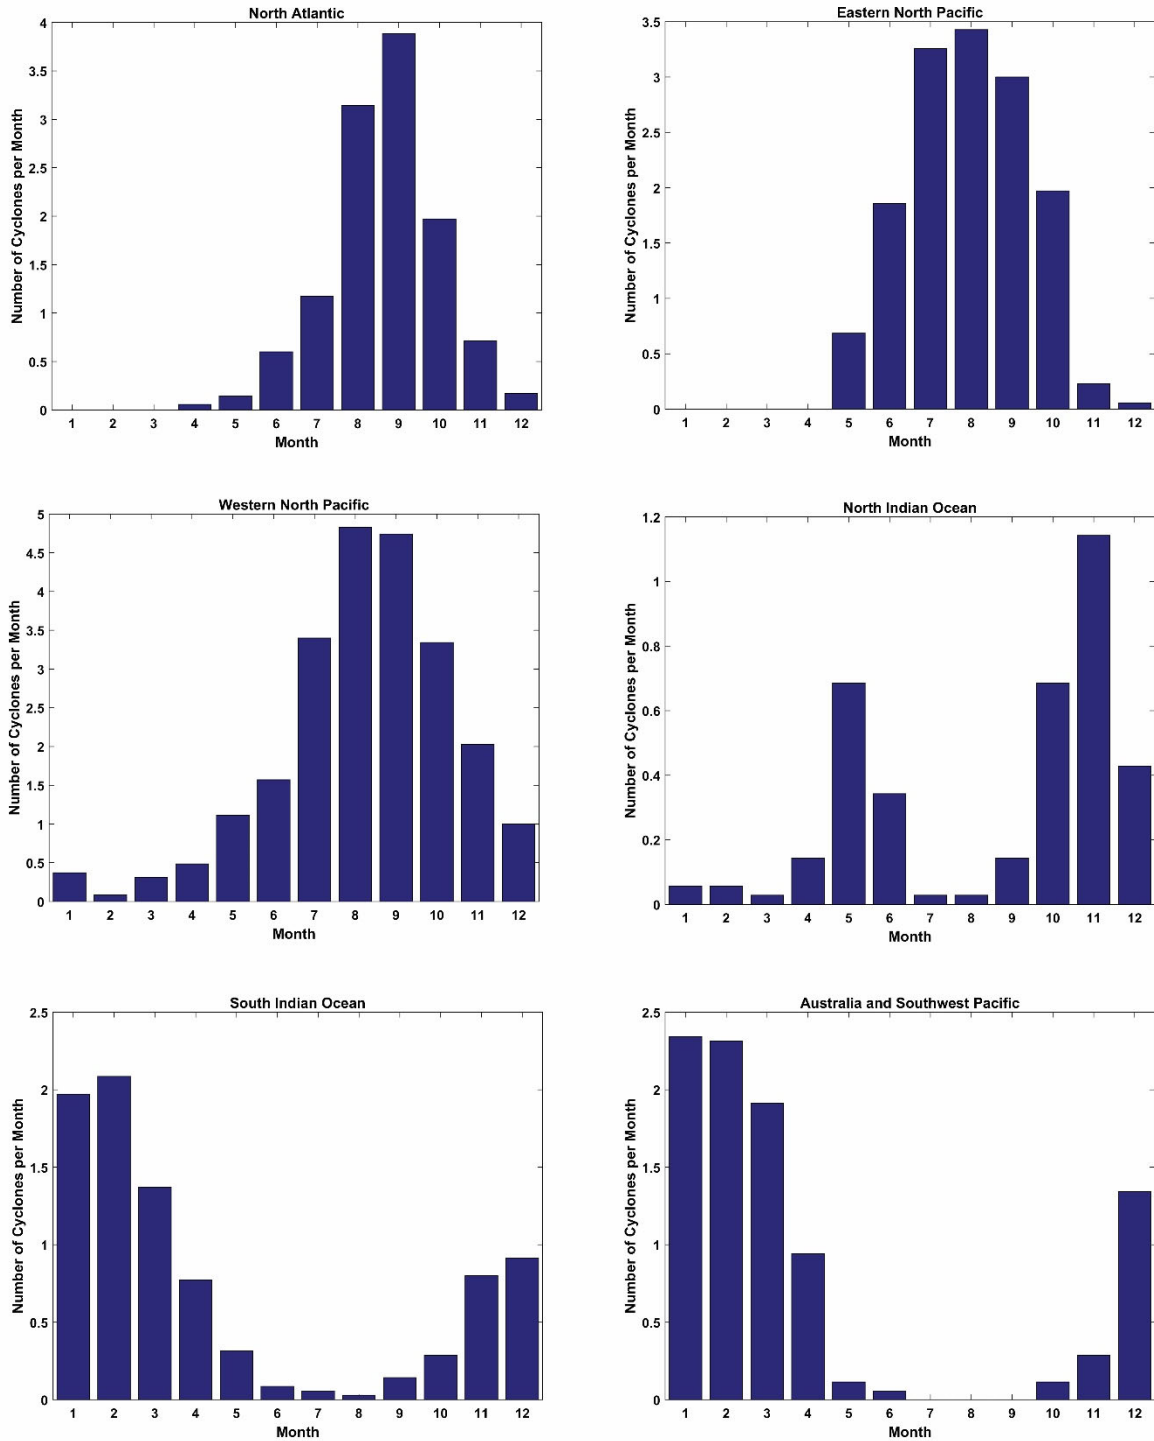 North Atlantic
Number of Cyclones per Month
4
3.5
3
2.5
2
1.5
1
0.5
0
1 2 3 4 5 6 7 8 9 10 11 12
Month
Eastern North Pacific
Number of Cyclones per Month
3.5
3
2.5
2
1.5
1
0.5
0
1 2 3 4 5 6 7 8 9 10 11 12
Month
Western North Pacific
Number of Cyclones per Month
5
4.5
4
3.5
3
2.5
2
1.5
1
0.5
0
1 2 3 4 5 6 7 8 9 10 11 12
Month
North Indian Ocean
Number of Cyclones per Month
1.2
1
0.8
0.6
0.4
0.2
0
1 2 3 4 5 6 7 8 9 10 11 12
Month
South Indian Ocean
Number of Cyclones per Month
2.5
2
1.5
1
0.5
0
1 2 3 4 5 6 7 8 9 10 11 12
Month
Australia and Southwest Pacific
Number of Cyclones per Month
2.5
2
1.5
1
0.5
0
1 2 3 4 5 6 7 8 9 10 11 12
Month